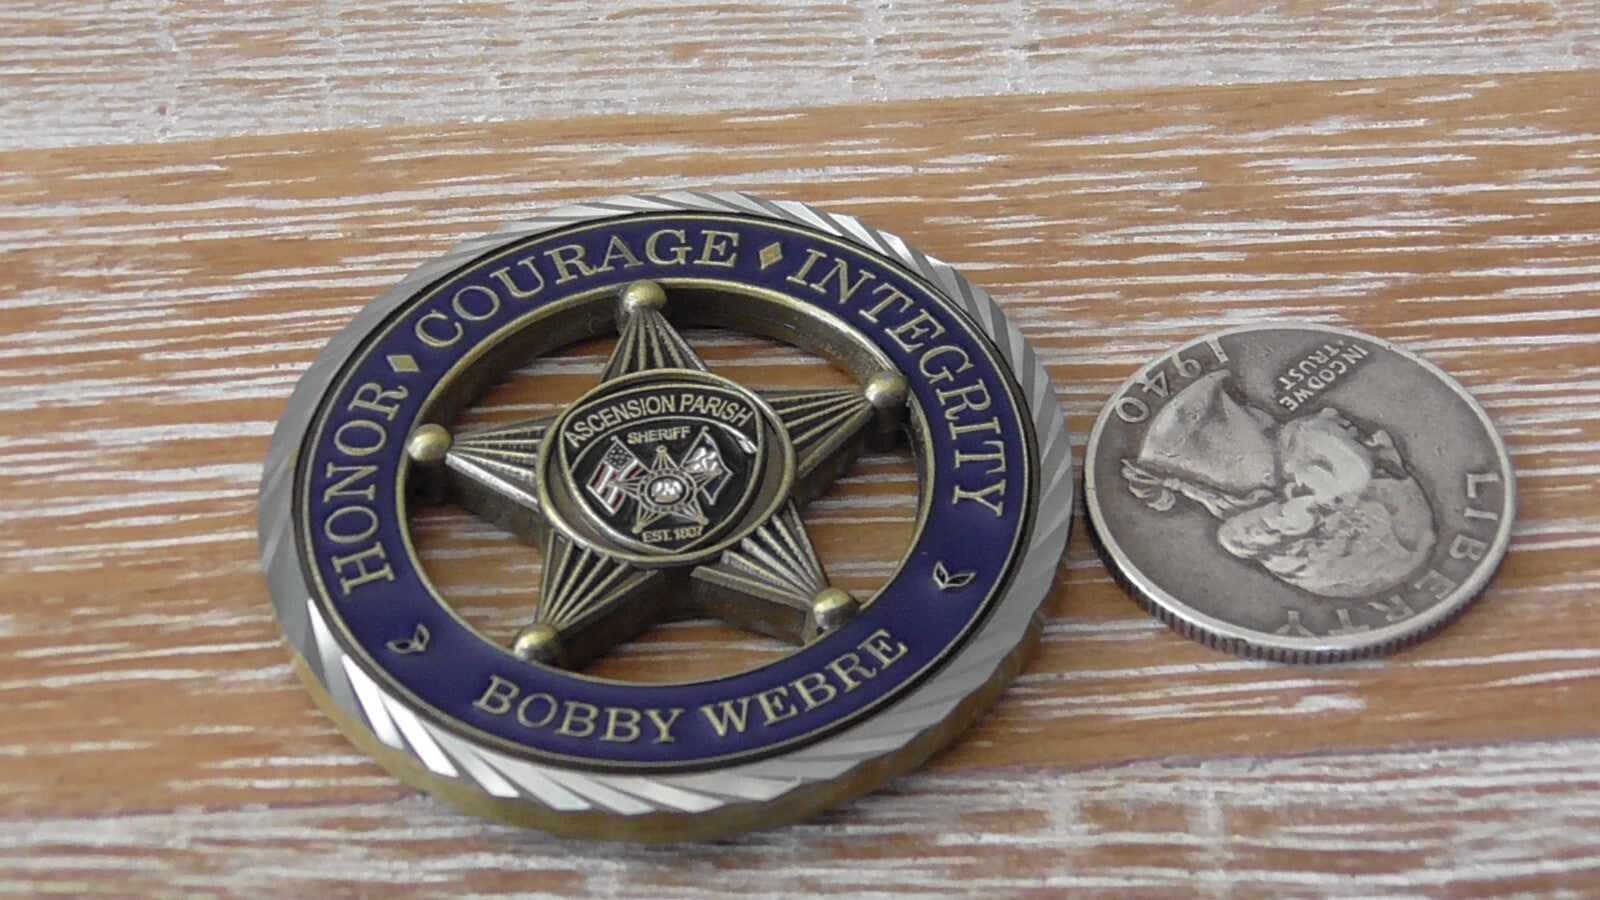 HONOR ♦ COURAGE ♦ INTEGRITY
ASCENSION PARISH
SHERIFF
EST. 1807
BOBBY WEBRE
1940
IN GOD WE
TRUST
LIBERTY